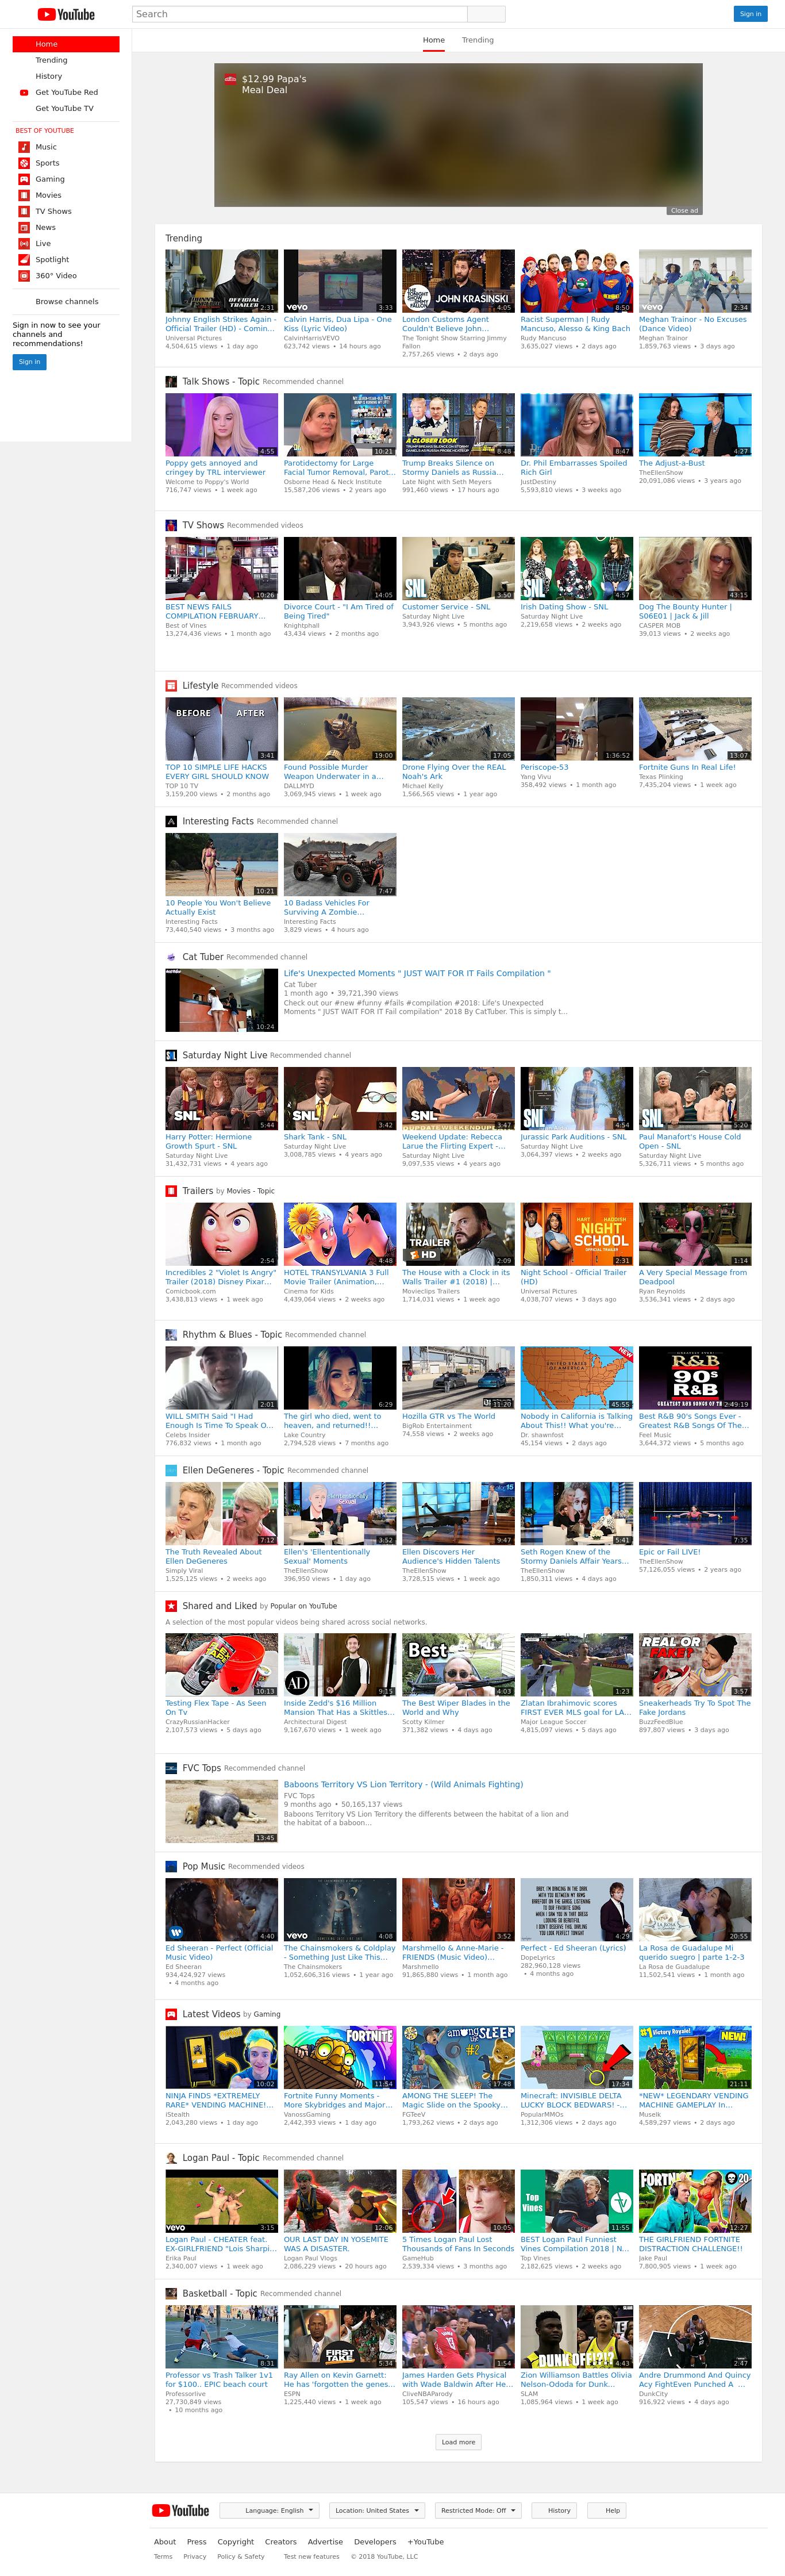 YouTube
Search
Sign in
Home
Trending
Home
Trending
History
Get YouTube Red
Get YouTube TV
BEST OF YOUTUBE
Music
Sports
Gaming
Movies
TV Shows
News
Live
Spotlight
360° Video
Browse channels
Sign in now to see your
channels and
recommendations!
Sign in
$12.99 Papa's
Meal Deal
Close ad
Trending
OFFICIAL
2:31
Johnny English Strikes Again -
Official Trailer (HD) - Comin...
Universal Pictures
4,504,615 views • 1 day ago
vevo
3:33
Calvin Harris, Dua Lipa - One
Kiss (Lyric Video)
CalvinHarrisVEVO
623,742 views • 14 hours ago
JOHN KRASINSKI
4:05
London Customs Agent
Couldn't Believe John...
The Tonight Show Starring Jimmy
Fallon
2,757,265 views • 2 days ago
8:50
Racist Superman | Rudy
Mancuso, Alesso & King Bach
Rudy Mancuso
3,635,027 views • 2 days ago
vevo
2:34
Meghan Trainor - No Excuses
(Dance Video)
Meghan Trainor
1,859,763 views • 3 days ago
Talk Shows - Topic Recommended channel
4:55
Poppy gets annoyed and
cringey by TRL interviewer
Welcome to Poppy's World
716,747 views • 1 week ago
10:21
Parotidectomy for Large
Facial Tumor Removal, Parot...
Osborne Head & Neck Institute
15,587,206 views • 2 years ago
A CLOSER LOOK
8:48
Trump Breaks Silence on
Stormy Daniels as Russia...
Late Night with Seth Meyers
991,460 views • 17 hours ago
8:47
Dr. Phil Embarrasses Spoiled
Rich Girl
JustDestiny
5,593,810 views • 3 weeks ago
4:27
The Adjust-a-Bust
TheEllenShow
20,091,086 views • 3 years ago
TV Shows Recommended videos
10:26
BEST NEWS FAILS
COMPILATION FEBRUARY...
Best of Vines
13,274,436 views • 1 month ago
14:05
Divorce Court - "I Am Tired of
Being Tired"
Knightphall
43,434 views • 2 months ago
SNL
3:50
Customer Service - SNL
Saturday Night Live
3,943,926 views • 5 months ago
SNL
4:57
Irish Dating Show - SNL
Saturday Night Live
2,219,658 views • 2 weeks ago
43:15
Dog The Bounty Hunter |
S06E01 | Jack & Jill
CASPER MOB
39,013 views • 2 weeks ago
Lifestyle Recommended videos
BEFORE AFTER
3:41
TOP 10 SIMPLE LIFE HACKS
EVERY GIRL SHOULD KNOW
TOP 10 TV
3,159,200 views • 2 months ago
19:00
Found Possible Murder
Weapon Underwater in a...
DALLMYD
3,069,945 views • 1 week ago
17:05
Drone Flying Over the REAL
Noah's Ark
Michael Kelly
1,566,565 views • 1 year ago
1:36:52
Periscope-53
Yang Vivu
358,492 views • 1 month ago
13:07
Fortnite Guns In Real Life!
Texas Plinking
7,435,204 views • 1 week ago
Interesting Facts Recommended channel
10:21
10 People You Won't Believe
Actually Exist
Interesting Facts
73,440,540 views • 3 months ago
7:47
10 Badass Vehicles For
Surviving A Zombie...
Interesting Facts
3,829 views • 4 hours ago
Cat Tuber Recommended channel
10:24
Life's Unexpected Moments " JUST WAIT FOR IT Fails Compilation "
Cat Tuber
1 month ago • 39,721,390 views
Check out our #new #funny #fails #compilation #2018: Life's Unexpected
Moments " JUST WAIT FOR IT Fail compilation" 2018 By CatTuber. This is simply t...
Saturday Night Live Recommended channel
SNL
5:44
Harry Potter: Hermione
Growth Spurt - SNL
Saturday Night Live
31,432,731 views • 4 years ago
SNL
3:42
Shark Tank - SNL
Saturday Night Live
3,008,785 views • 4 years ago
SNL
3:47
Weekend Update: Rebecca
Larue the Flirting Expert -...
Saturday Night Live
9,097,535 views • 4 years ago
SNL
4:54
Jurassic Park Auditions - SNL
Saturday Night Live
3,064,397 views • 2 weeks ago
SNL
5:20
Paul Manafort's House Cold
Open - SNL
Saturday Night Live
5,326,711 views • 5 months ago
Trailers by Movies - Topic
2:54
Incredibles 2 "Violet Is Angry"
Trailer (2018) Disney Pixar...
Comicbook.com
3,438,813 views • 1 week ago
4:48
HOTEL TRANSYLVANIA 3 Full
Movie Trailer (Animation,...
Cinema for Kids
4,439,064 views • 2 weeks ago
TRAILER
HD
2:09
The House with a Clock in its
Walls Trailer #1 (2018) |...
Movieclips Trailers
1,714,031 views • 1 week ago
HART HADDISH
NIGHT
SCHOOL
2:31
Night School - Official Trailer
(HD)
Universal Pictures
4,038,707 views • 3 days ago
1:14
A Very Special Message from
Deadpool
Ryan Reynolds
3,536,341 views • 2 days ago
Rhythm & Blues - Topic Recommended channel
2:01
WILL SMITH Said "I Had
Enough Is Time To Speak O...
Celebs Insider
776,832 views • 1 month ago
6:29
The girl who died, went to
heaven, and returned!!...
Lake Country
2,794,528 views • 7 months ago
11:20
Hozilla GTR vs The World
BigRob Entertainment
74,558 views • 2 weeks ago
NEW
UNITED STATES
OF AMERICA
45:55
Nobody in California is Talking
About This!! What you're...
Dr. shawnfost
45,154 views • 2 days ago
R&B
90s
R&B
2:49:19
Best R&B 90's Songs Ever -
Greatest R&B Songs Of The...
Feel Music
3,644,372 views • 5 months ago
Ellen DeGeneres - Topic Recommended channel
7:12
The Truth Revealed About
Ellen DeGeneres
Simply Viral
1,525,125 views • 2 weeks ago
3:52
Ellen's 'Ellententionally
Sexual' Moments
TheEllenShow
396,950 views • 1 day ago
9:47
Ellen Discovers Her
Audience's Hidden Talents
TheEllenShow
3,728,515 views • 1 week ago
5:41
Seth Rogen Knew of the
Stormy Daniels Affair Years...
TheEllenShow
1,850,311 views • 4 days ago
7:35
Epic or Fail LIVE!
TheEllenShow
57,126,055 views • 2 years ago
Shared and Liked by Popular on YouTube
A selection of the most popular videos being shared across social networks.
10:13
Testing Flex Tape - As Seen
On Tv
CrazyRussianHacker
2,107,573 views • 5 days ago
AD
9:15
Inside Zedd's $16 Million
Mansion That Has a Skittles...
Architectural Digest
9,167,670 views • 1 week ago
Best
4:03
The Best Wiper Blades in the
World and Why
Scotty Kilmer
371,382 views • 4 days ago
1:23
Zlatan Ibrahimovic scores
FIRST EVER MLS goal for LA...
Major League Soccer
4,815,097 views • 5 days ago
REAL OR
FAKE?
3:57
Sneakerheads Try To Spot The
Fake Jordans
BuzzFeedBlue
897,807 views • 3 days ago
FVC Tops Recommended channel
13:45
Baboons Territory VS Lion Territory - (Wild Animals Fighting)
FVC Tops
9 months ago • 50,165,137 views
Baboons Territory VS Lion Territory the differents between the habitat of a lion and
the habitat of a baboon...
Pop Music Recommended videos
4:40
Ed Sheeran - Perfect (Official
Music Video)
Ed Sheeran
934,424,927 views
• 4 months ago
vevo
4:08
The Chainsmokers & Coldplay
- Something Just Like This...
The Chainsmokers
1,052,606,316 views • 1 year ago
3:52
Marshmello & Anne-Marie -
FRIENDS (Music Video)...
Marshmello
91,865,880 views • 1 month ago
4:29
Perfect - Ed Sheeran (Lyrics)
DopeLyrics
282,960,128 views
• 4 months ago
20:55
La Rosa de Guadalupe Mi
querido suegro | parte 1-2-3
La Rosa de Guadalupe
11,502,541 views • 1 month ago
Latest Videos by Gaming
10:02
NINJA FINDS *EXTREMELY
RARE* VENDING MACHINE!...
iStealth
2,043,280 views • 1 day ago
FORTNITE
11:54
Fortnite Funny Moments -
More Skybridges and Major...
VanossGaming
2,442,393 views • 1 day ago
among the SLEEP
#2
17:48
AMONG THE SLEEP! The
Magic Slide on the Spooky...
FGTeeV
1,793,262 views • 2 days ago
17:34
Minecraft: INVISIBLE DELTA
LUCKY BLOCK BEDWARS! -...
PopularMMOs
1,312,306 views • 2 days ago
#1 Victory Royale!
NEW!
21:11
*NEW* LEGENDARY VENDING
MACHINE GAMEPLAY In...
Muselk
4,589,297 views • 2 days ago
Logan Paul - Topic Recommended channel
vevo
3:15
Logan Paul - CHEATER feat.
EX-GIRLFRIEND "Lois Sharpi...
Erika Paul
2,340,007 views • 1 week ago
12:06
OUR LAST DAY IN YOSEMITE
WAS A DISASTER.
Logan Paul Vlogs
2,086,229 views • 20 hours ago
10:05
5 Times Logan Paul Lost
Thousands of Fans In Seconds
GameHub
2,539,334 views • 3 months ago
Top
Vines
11:55
BEST Logan Paul Funniest
Vines Compilation 2018 | N...
Top Vines
2,182,625 views • 2 weeks ago
FORTNITE
20
12:27
THE GIRLFRIEND FORTNITE
DISTRACTION CHALLENGE!!
Jake Paul
7,800,905 views • 1 week ago
Basketball - Topic Recommended channel
8:31
Professor vs Trash Talker 1v1
for $100.. EPIC beach court
Professorlive
27,730,849 views
• 10 months ago
FIRST
TAKE
5:34
Ray Allen on Kevin Garnett:
He has 'forgotten the genes...
ESPN
1,225,440 views • 1 week ago
1:54
James Harden Gets Physical
with Wade Baldwin After He...
CliveNBAParody
105,547 views • 16 hours ago
DUNK OFF!?!?
4:43
Zion Williamson Battles Olivia
Nelson-Ododa for Dunk...
SLAM
1,085,964 views • 1 week ago
2:47
Andre Drummond And Quincy
Acy FightEven Punched A ...
DunkCity
916,922 views • 4 days ago
Load more
YouTube
Language: English
Location: United States
Restricted Mode: Off
History
Help
About Press Copyright Creators Advertise Developers +YouTube
Terms Privacy Policy & Safety Test new features © 2018 YouTube, LLC